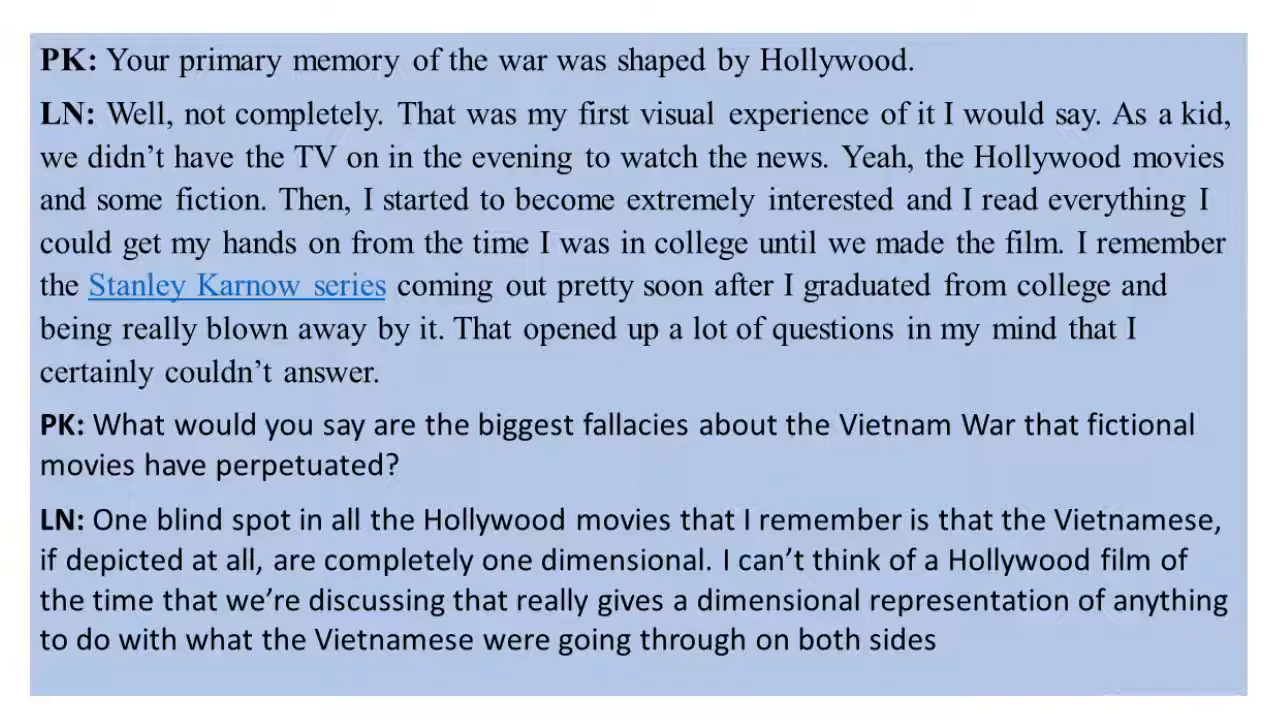 PK: Your primary memory of the war was shaped by Hollywood.
LN: Well, not completely. That was my first visual experience of it I would say. As a kid,
we didn’t have the TV on in the evening to watch the news. Yeah, the Hollywood movies
and some fiction. Then, I started to become extremely interested and I read everything I
could get my hands on from the time I was in college until we made the film. I remember
the Stanley Karnow series coming out pretty soon after I graduated from college and
being really blown away by it. That opened up a lot of questions in my mind that I
certainly couldn’t answer.
PK: What would you say are the biggest fallacies about the Vietnam War that fictional
movies have perpetuated?
LN: One blind spot in all the Hollywood movies that I remember is that the Vietnamese,
if depicted at all, are completely one dimensional. I can’t think of a Hollywood film of
the time that we’re discussing that really gives a dimensional representation of anything
to do with what the Vietnamese were going through on both sides